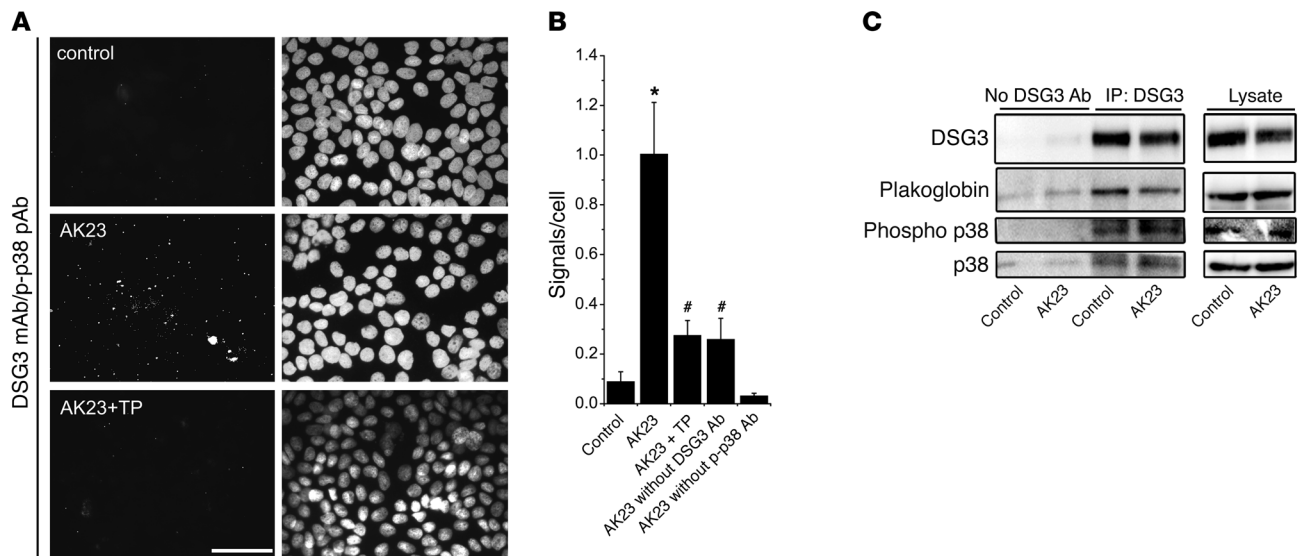 A
DSG3 mAb/p-p38 pAb
control
AK23
AK23+TP
B
Signals/cell
1.4
1.2
1.0
0.8
0.6
0.4
0.2
0.0
*
#
#
Control
AK23
AK23 + TP
AK23 without DSG3 Ab
AK23 without p-p38 Ab
C
No DSG3 Ab IP: DSG3 Lysate
DSG3
Plakoglobin
Phospho p38
p38
Control AK23 Control AK23 Control AK23